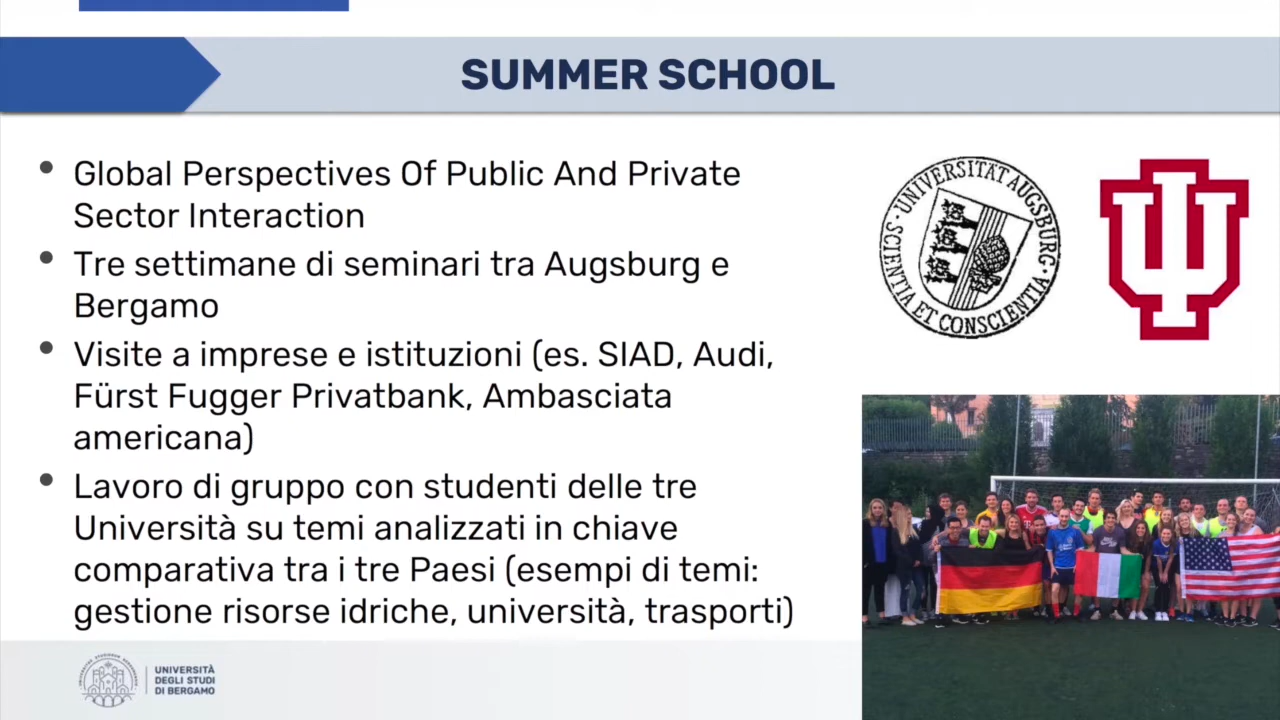 SUMMER SCHOOL
• Global Perspectives Of Public And Private
Sector Interaction
• Tre settimane di seminari tra Augsburg e
Bergamo
• Visite a imprese e istituzioni (es. SIAD, Audi,
Fürst Fugger Privatbank, Ambasciata
americana)
• Lavoro di gruppo con studenti delle tre
Università su temi analizzati in chiave
comparativa tra i tre Paesi (esempi di temi:
gestione risorse idriche, università, trasporti)
· UNIVERSITÄT AUGSBURG ·
SCIENTIA ET CONSCIENTIA
UNIVERSITÀ
DEGLI STUDI
DI BERGAMO